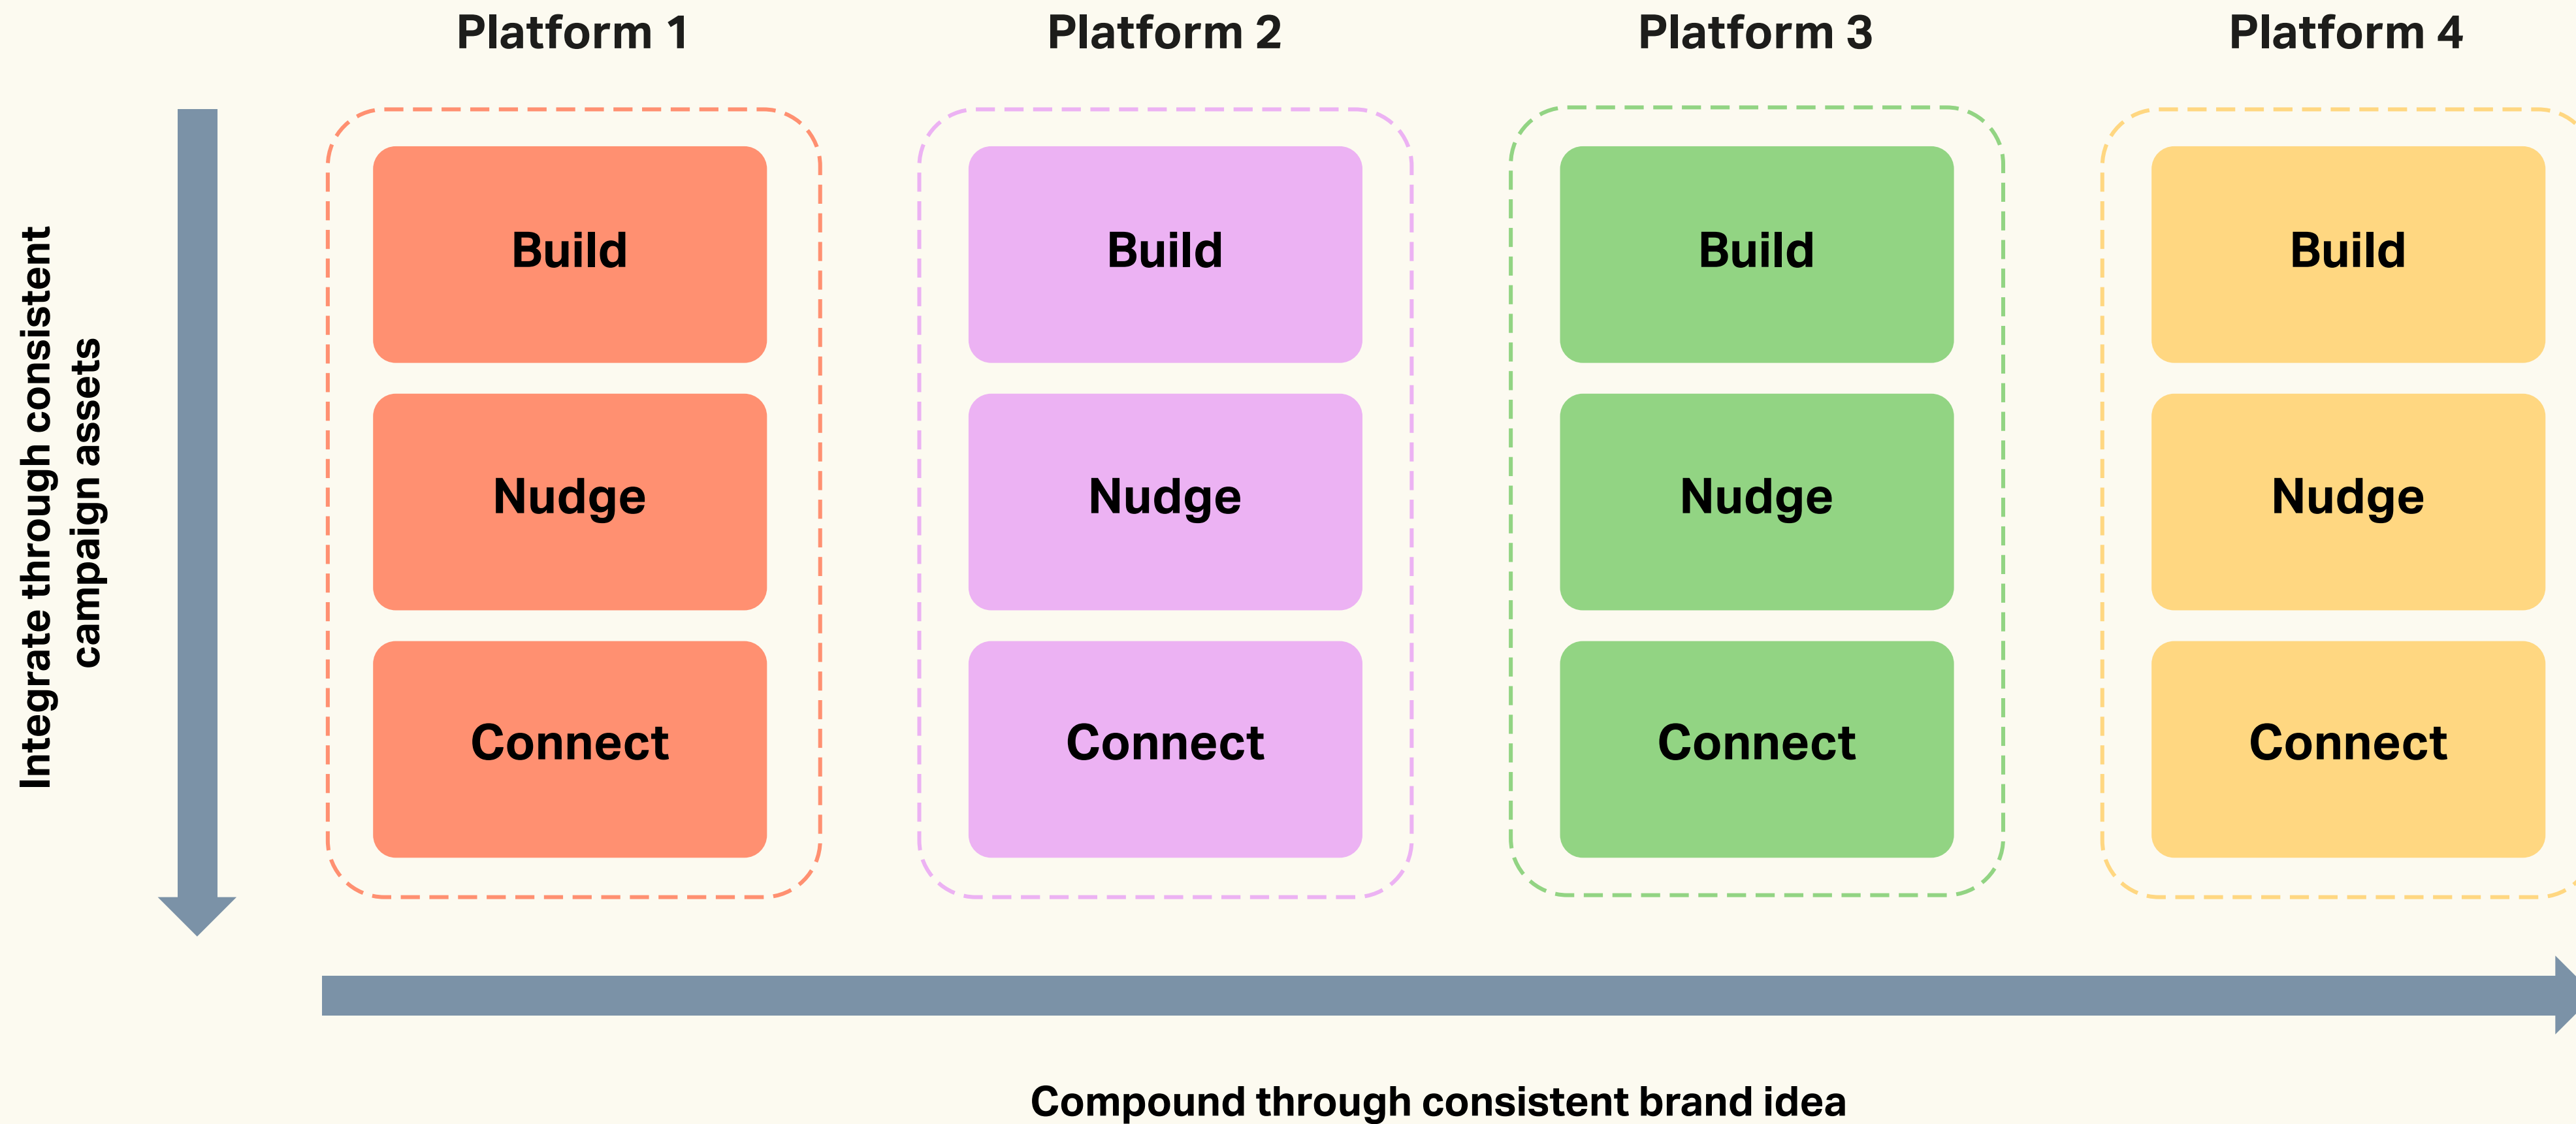 Platform 1
Platform 2
Platform 3
Platform 4
Integrate through consistent
campaign assets
Build
Build
Build
Build
Nudge
Nudge
Nudge
Nudge
Connect
Connect
Connect
Connect
Compound through consistent brand idea